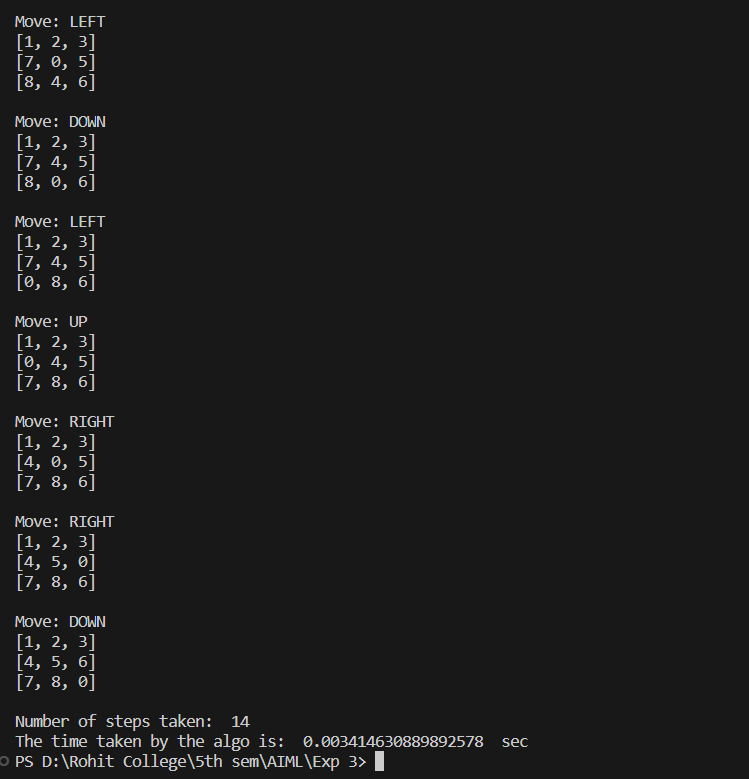 Move: LEFT
[1, 2, 3]
[7, 0, 5]
[8, 4, 6]
Move: DOWN
[1, 2, 3]
[7, 4, 5]
[8, 0, 6]
Move: LEFT
[1, 2, 3]
[7, 4, 5]
[0, 8, 6]
Move: UP
[1, 2, 3]
[0, 4, 5]
[7, 8, 6]
Move: RIGHT
[1, 2, 3]
[4, 0, 5]
[7, 8, 6]
Move: RIGHT
[1, 2, 3]
[4, 5, 0]
[7, 8, 6]
Move: DOWN
[1, 2, 3]
[4, 5, 6]
[7, 8, 0]
Number of steps taken:  14
The time taken by the algo is:  0.003414630889892578  sec
PS D:\Rohit College\5th sem\AIML\Exp 3>